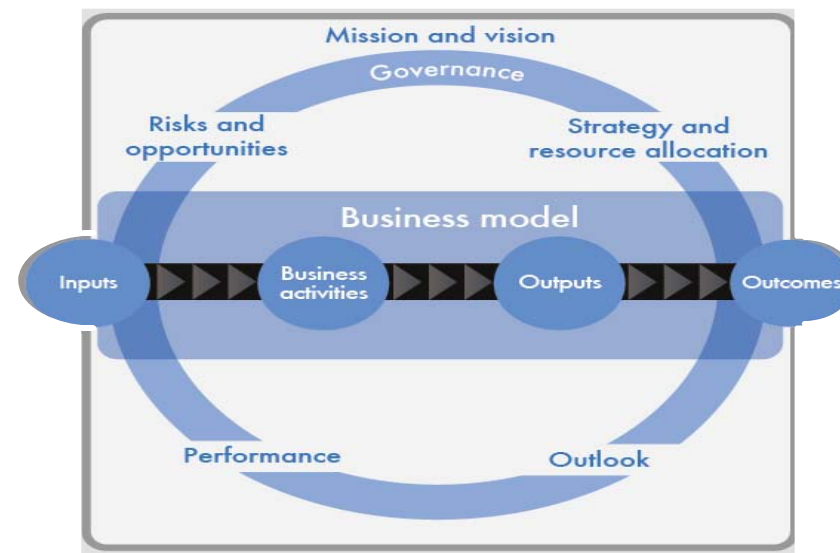 Mission and vision
Governance
Risks and
opportunities
Strategy and
resource allocation
Business model
Inputs
Business
activities
Outputs
Outcomes
Performance
Outlook